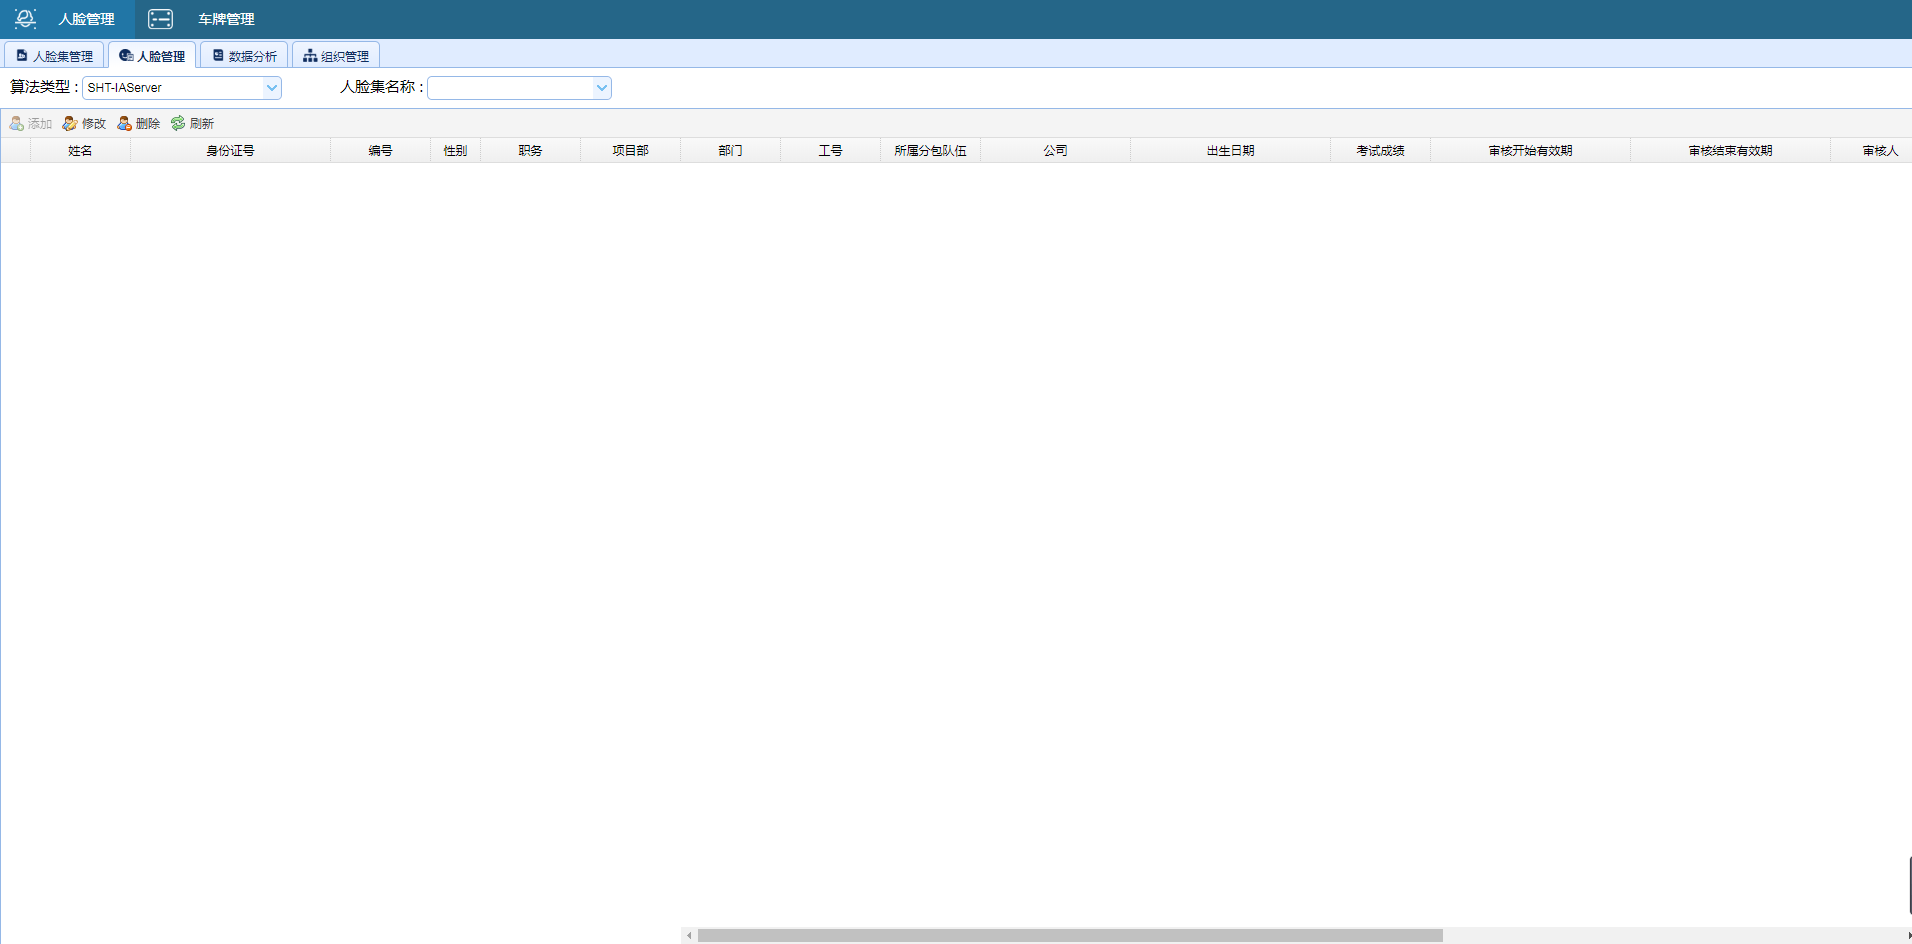 人脸管理 车牌管理
人脸集管理 人脸管理 数据分析 组织管理
算法类型 : SHT-IAServer 人脸集名称 :
添加 修改 删除 刷新
姓名 身份证号 编号 性别 职务 项目部 部门 工号 所属分包队伍 公司 出生日期 考试成绩 审核开始有效期 审核结束有效期 审核人